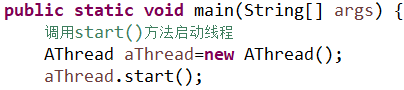 public static void main(String[] args) {
调用start()方法启动线程
AThread aThread=new AThread();
aThread.start();